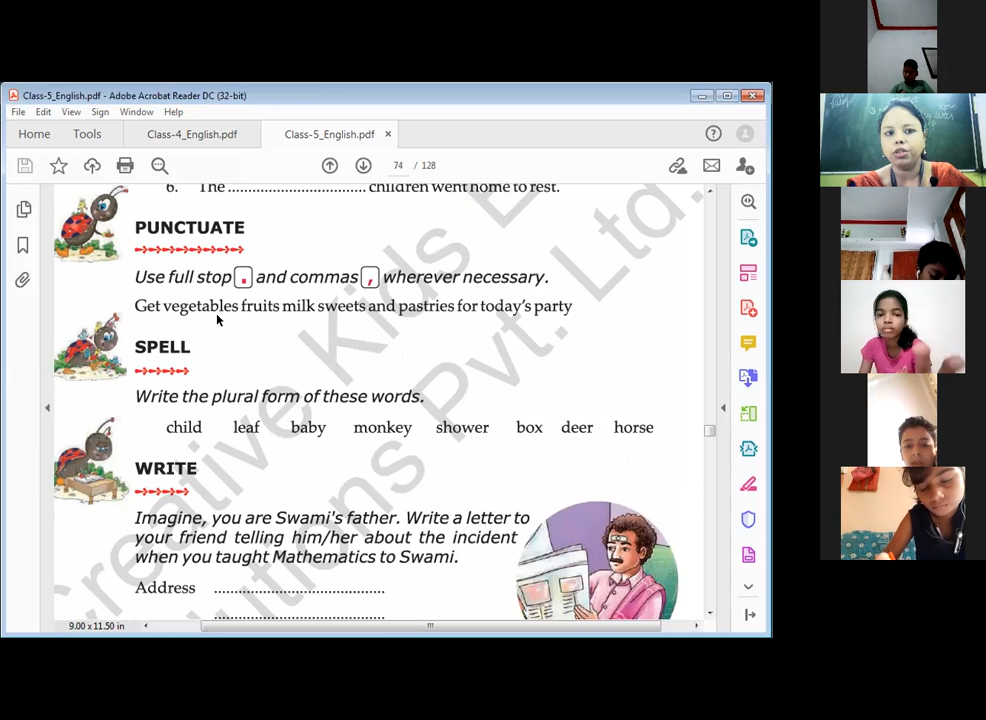 Class-5_English.pdf - Adobe Acrobat Reader DC (32-bit)
File Edit View Sign Window Help
Home Tools Class-4_English.pdf Class-5_English.pdf
74 / 128
6. The .................................. children went home to rest.
PUNCTUATE
Use full stop . and commas , wherever necessary.
Get vegetables fruits milk sweets and pastries for today's party
SPELL
Write the plural form of these words.
child leaf baby monkey shower box deer horse
WRITE
Imagine, you are Swami's father. Write a letter to
your friend telling him/her about the incident
when you taught Mathematics to Swami.
Address ..........................................
..........................................
9.00 x 11.50 in
Creative Kids E
utions Pvt. Ltd.